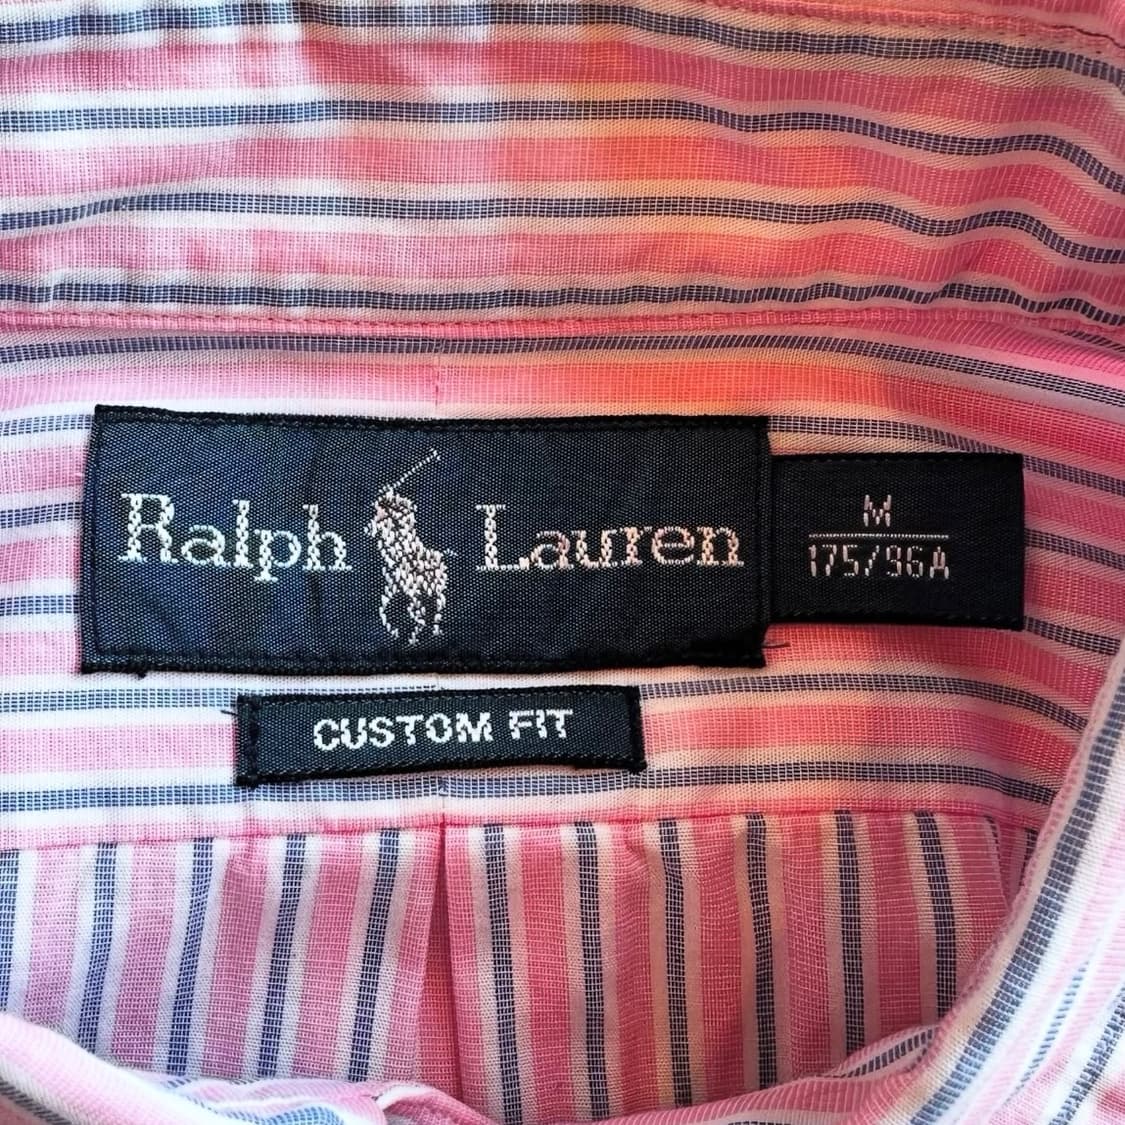 Ralph Lauren
M
175/96A
CUSTOM FIT